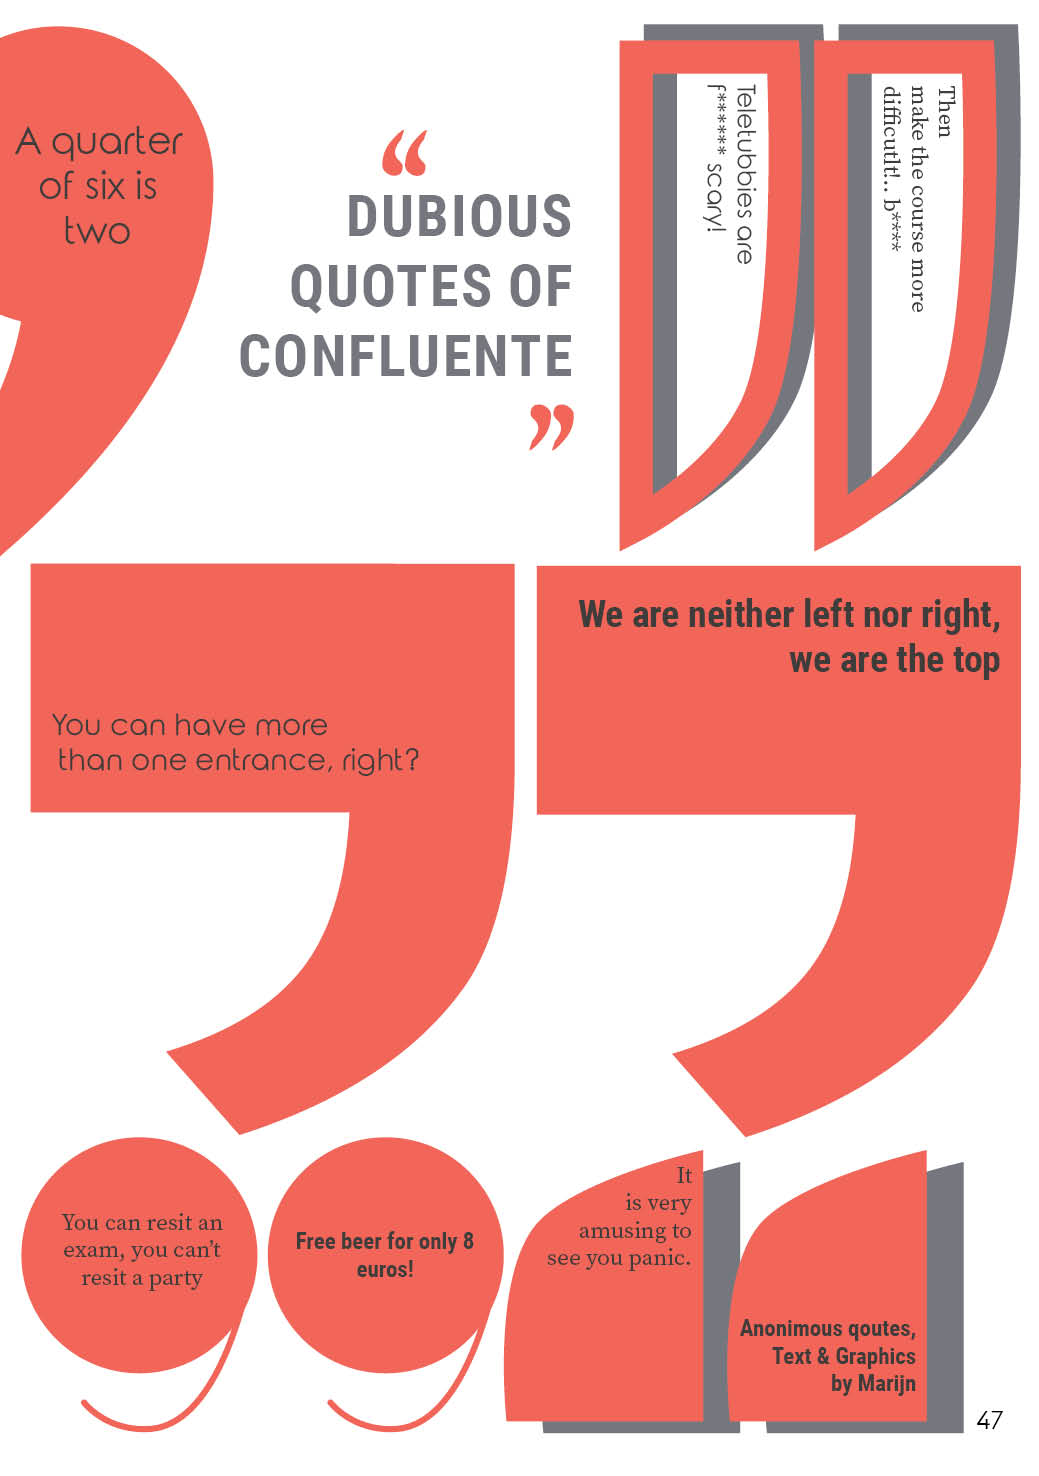 A quarter
of six is
two
“
DUBIOUS
QUOTES OF
CONFLUENTE
”
Teletubbies are
f****** scary!
Then
make the course more
difficutlt!.. b****
You can have more
than one entrance, right?
We are neither left nor right,
we are the top
You can resit an
exam, you can’t
resit a party
Free beer for only 8
euros!
It
is very
amusing to
see you panic.
Anonimous qoutes,
Text & Graphics
by Marijn
47